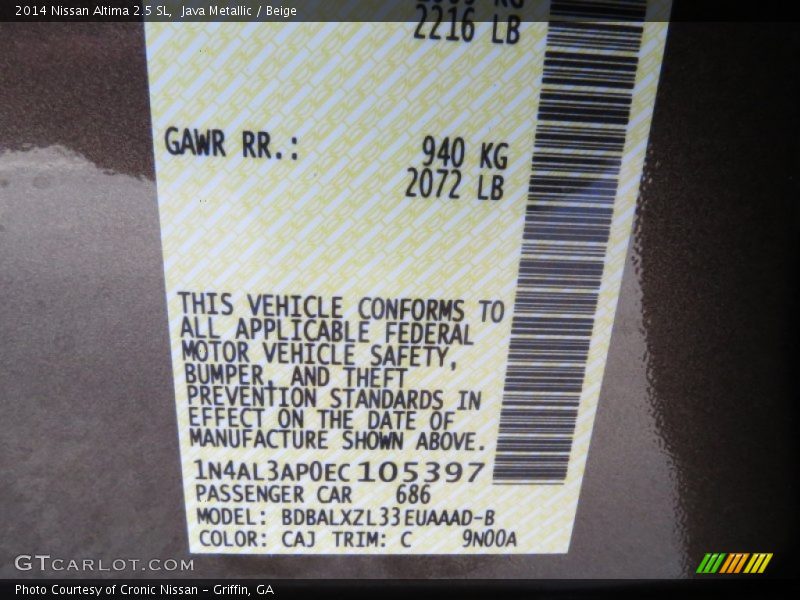 2014 Nissan Altima 2.5 SL, Java Metallic / Beige
2216 LB
GAWR RR.: 940 KG
2072 LB
THIS VEHICLE CONFORMS TO
ALL APPLICABLE FEDERAL
MOTOR VEHICLE SAFETY,
BUMPER, AND THEFT
PREVENTION STANDARDS IN
EFFECT ON THE DATE OF
MANUFACTURE SHOWN ABOVE.
1N4AL3AP0EC105397
PASSENGER CAR 686
MODEL: BDBALXZL33EUAAAD-B
COLOR: CAJ TRIM: C 9N00A
GTCARLOT.COM
Photo Courtesy of Cronic Nissan - Griffin, GA